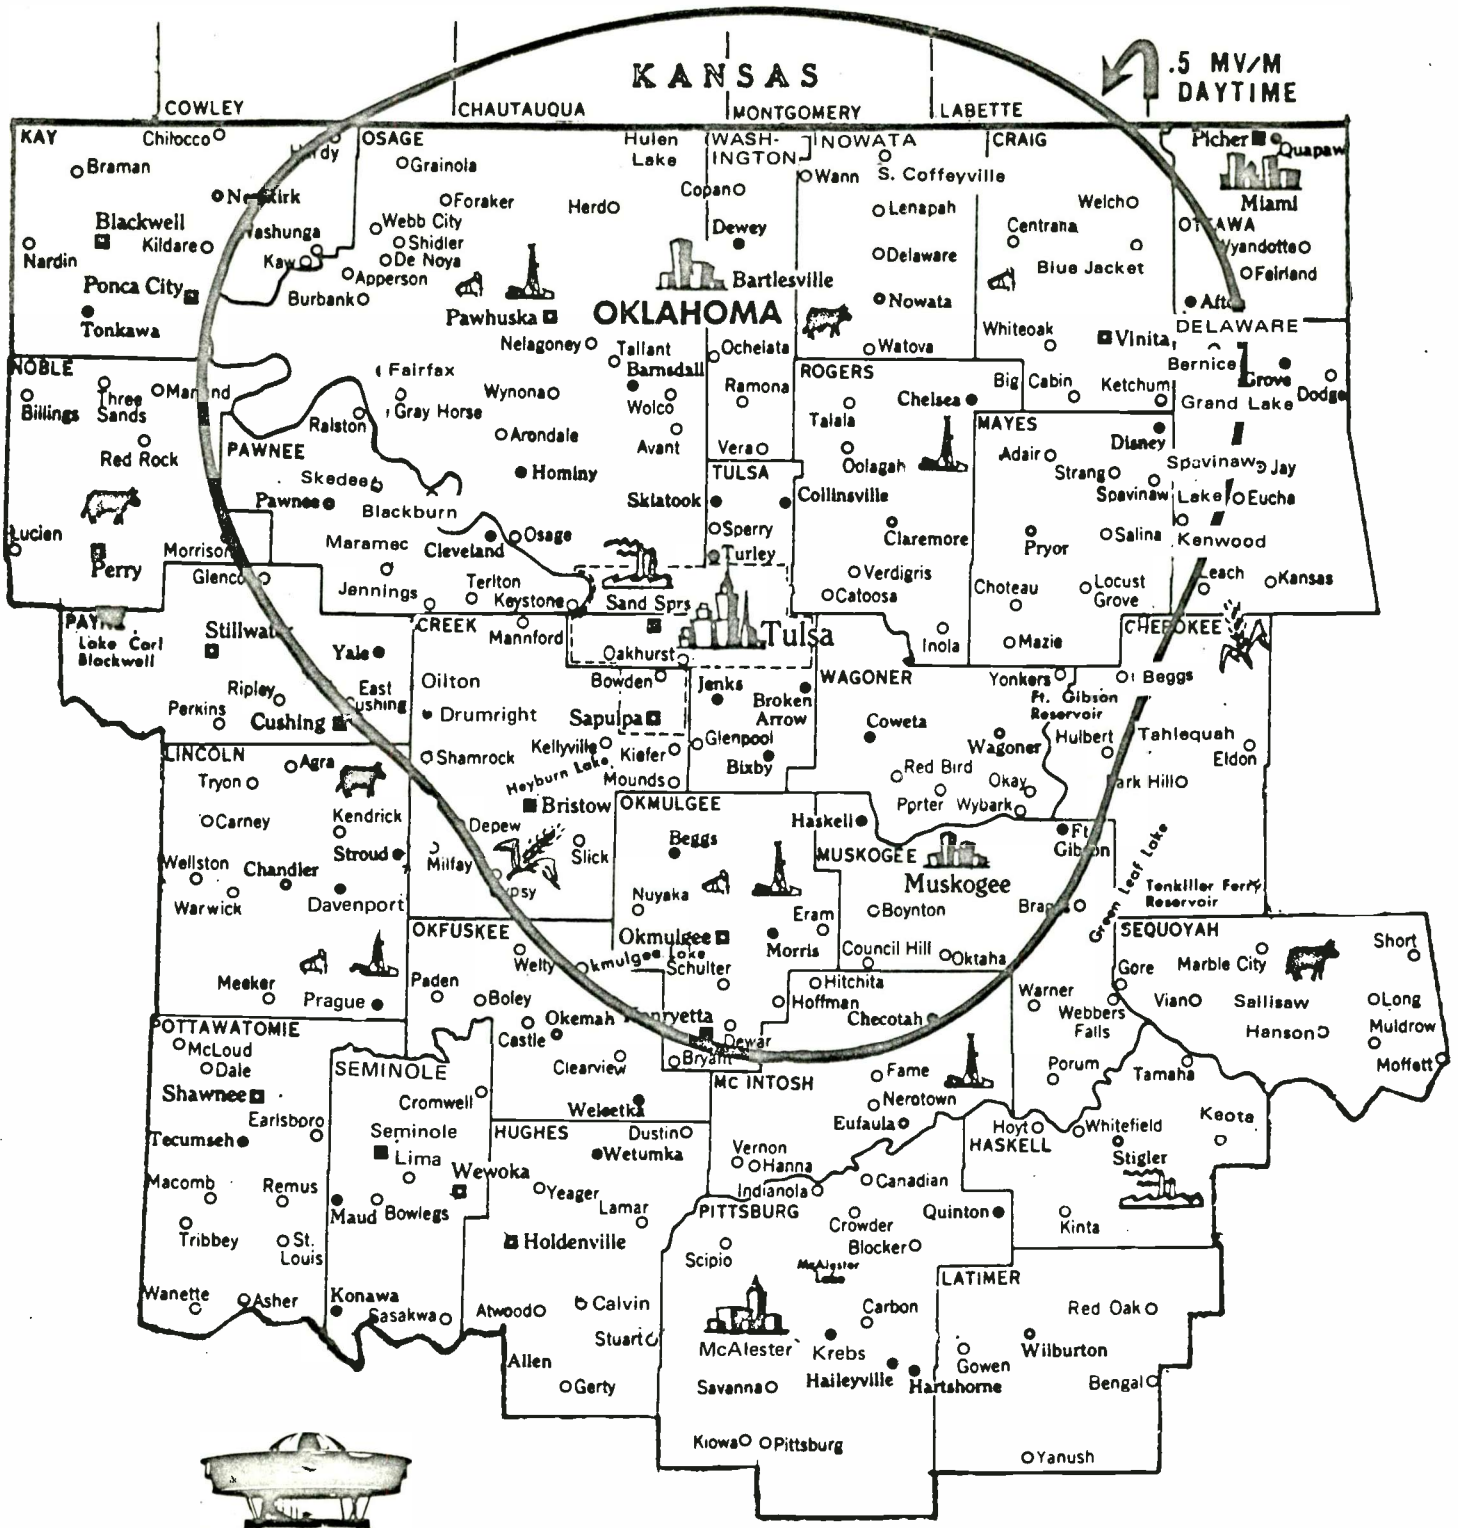 KANSAS
.5 MV/M
DAYTIME
COWLEY
CHAUTAUQUA
MONTGOMERY
LABETTE
KAY
Chilocco
OSAGE
Hulen
Lake
WASH-
INGTON
NOWATA
CRAIG
Picher
Quapaw
Braman
Grainola
Wann
S. Coffeyville
Miami
Copan
Foraker
Herd
Lenapah
Welch
OTTAWA
Blackwell
Webb City
Dewey
Centrana
Kildare
Shidler
Wyandotte
Nardin
Kaw
De Noya
Delaware
Blue Jacket
Fairland
Apperson
Bartlesville
Ponca City
Burbank
Nowata
Tonkawa
Pawhuska
OKLAHOMA
DELAWARE
Whiteoak
Vinita
Nelagoney
Tallant
Ochelata
Watova
NOBLE
Fairfax
Barnsdall
ROGERS
Bernice
Grove
Three
Sands
Wynona
Ramona
Big Cabin
Ketchum
Dodge
Billings
Gray Horse
Wolco
Talala
Chelsea
Grand Lake
Ralston
PAWNEE
Arondale
Avant
Vera
MAYES
Disney
Red Rock
Oolagah
Adair
Hominy
TULSA
Strang
Spavinaw
Jay
Skedee
Pawnee
Skiatook
Collinsville
Spavinaw
Lake
Eucha
Blackburn
Lucien
Maramec
Cleveland
Osage
Sperry
Claremore
Pryor
Salina
Kenwood
Perry
Morrison
Turley
Glenco
Jennings
Terlton
Keystone
Verdigris
Catoosa
Choteau
Locust
Grove
Leach
Kansas
Sand Sprs
PAYNE
Lake Carl
Blackwell
Stillwater
CREEK
Mannford
Tulsa
CHEROKEE
Yale
Oakhurst
Inola
Mazie
Oilton
Bowden
Jenks
WAGONER
Yonkers
Beggs
Ripley
East
Cushing
Perkins
Drumright
Sapulpa
Broken
Arrow
Ft. Gibson
Reservoir
Cushing
Coweta
Wagoner
Hulbert
Tahlequah
LINCOLN
Shamrock
Kellyville
Kiefer
Glenpool
Eldon
Agra
Heyburn Lake
Bixby
Red Bird
Okay
Park Hill
Tryon
Mounds
Porter
Wybark
Bristow
OKMULGEE
Carney
Kendrick
Depew
Haskell
Ft.
Gibson
Beggs
Stroud
Milfay
Slick
MUSKOGEE
Green Leaf Lake
Wellston
Chandler
Muskogee
Tenkiller Ferry
Reservoir
Warwick
Davenport
Nuyaka
Boynton
OKFUSKEE
Eram
SEQUOYAH
Okmulgee
Morris
Council Hill
Oktaha
Short
Welty
Okmulgee Lake
Schulter
Gore
Marble City
Meeker
Paden
Hitchita
Prague
Boley
Hoffman
Warner
Vian
Sallisaw
Long
Okemah
Henryetta
Checotah
Webbers
Falls
Hanson
Muldrow
POTTAWATOMIE
Castle
Dewar
McLoud
Bryant
Moffett
Dale
SEMINOLE
Clearview
MC INTOSH
Fame
Porum
Tamaha
Shawnee
Cromwell
Weleetka
Nerotown
Earlsboro
Seminole
HUGHES
Dustin
Eufaula
Hoyt
Whitefield
Keota
Tecumseh
Lima
Wetumka
Vernon
Hanna
HASKELL
Stigler
Wewoka
Macomb
Remus
Yeager
Indianola
Canadian
Maud
Bowlegs
Lamar
PITTSBURG
Crowder
Quinton
Kinta
Tribbey
St.
Louis
Holdenville
Scipio
Blocker
McAlester
Lake
LATIMER
Wanette
Asher
Konawa
Sasakwa
Atwood
Calvin
Carbon
Red Oak
Stuart
McAlester
Krebs
Wilburton
Allen
Gowen
Gerty
Savanna
Haileyville
Hartshorne
Bengal
Kiowa
Pittsburg
Yanush